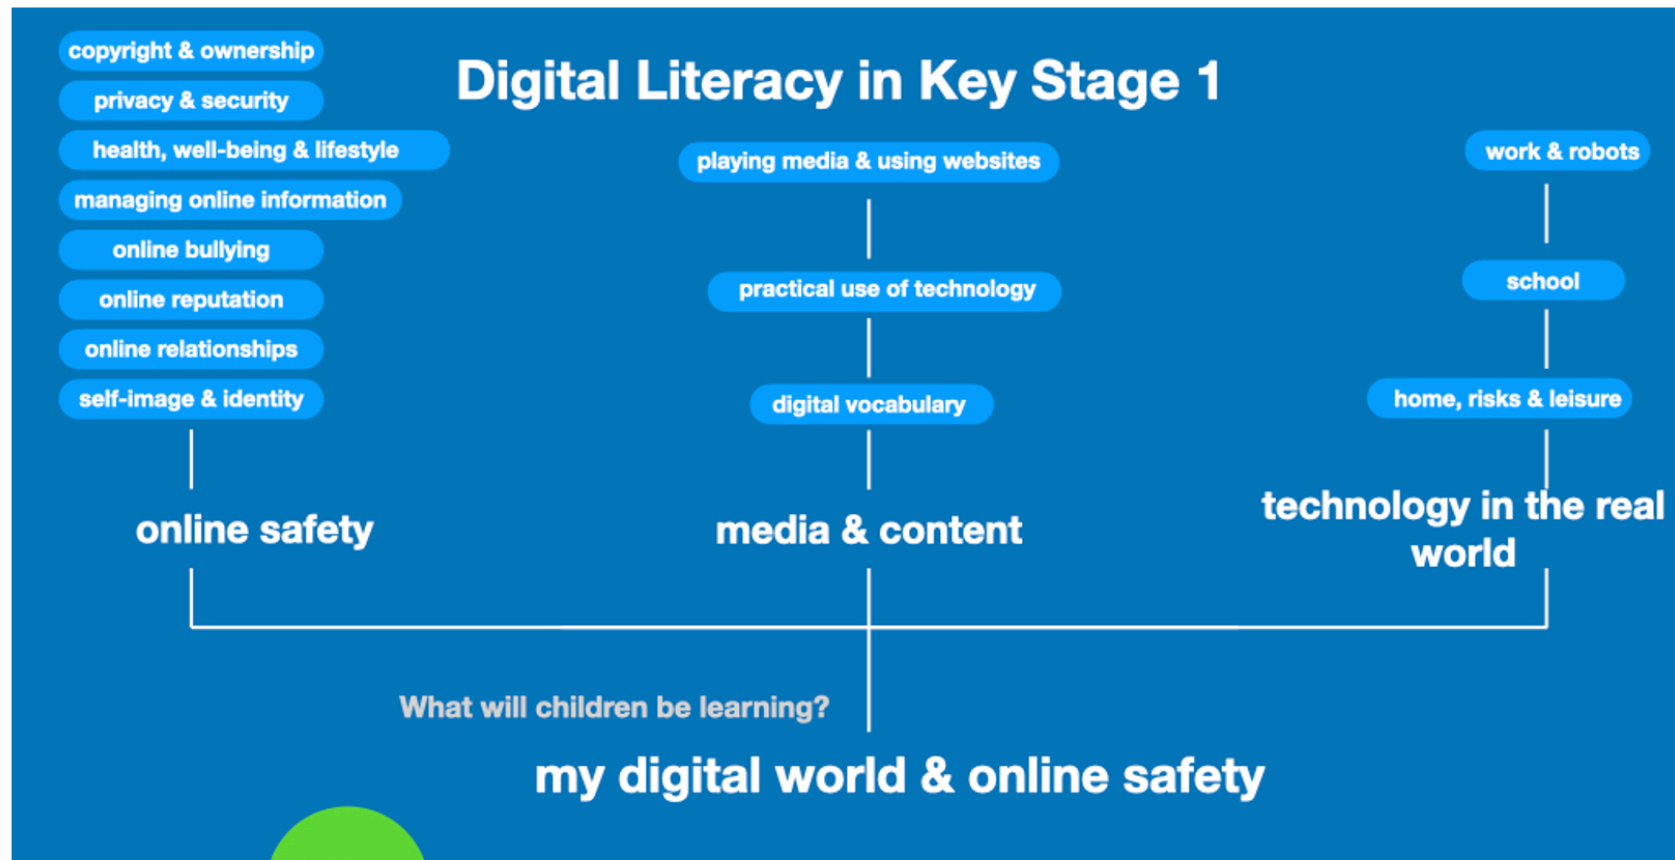 Digital Literacy in Key Stage 1
copyright & ownership
privacy & security
health, well-being & lifestyle
managing online information
online bullying
online reputation
online relationships
self-image & identity
online safety
playing media & using websites
practical use of technology
digital vocabulary
media & content
work & robots
school
home, risks & leisure
technology in the real
world
What will children be learning?
my digital world & online safety